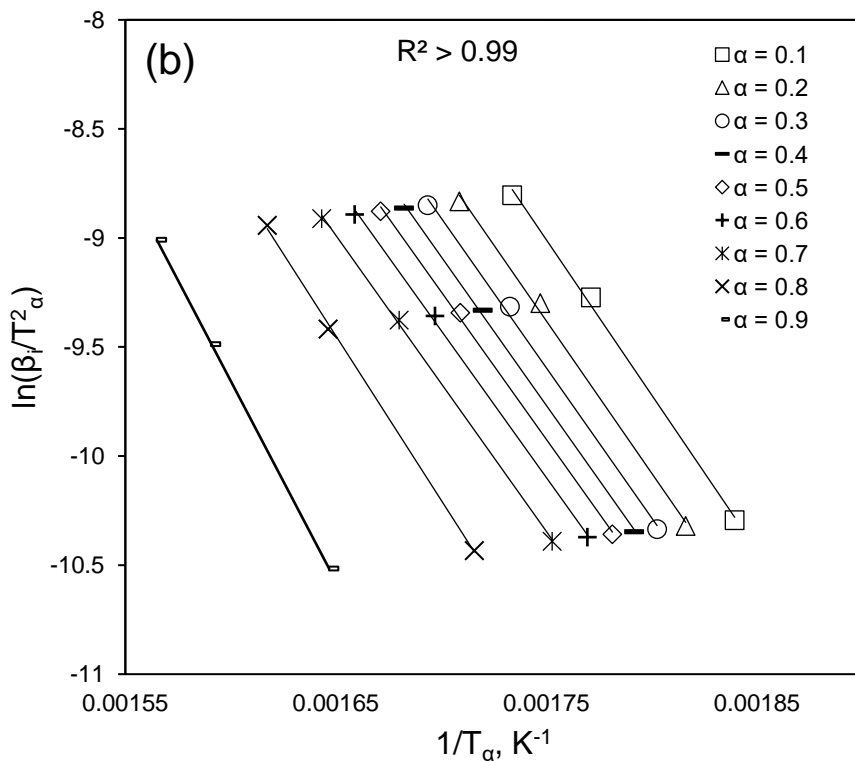 (b)
R² > 0.99
α = 0.1
α = 0.2
α = 0.3
α = 0.4
α = 0.5
α = 0.6
α = 0.7
α = 0.8
α = 0.9
-8
-8.5
-9
-9.5
-10
-10.5
-11
ln(βᵢ/T²α)
0.00155
0.00165
0.00175
0.00185
1/Tα, K⁻¹